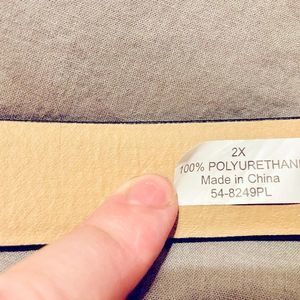 2X
100% POLYURETHAN
Made in China
54-8249PL